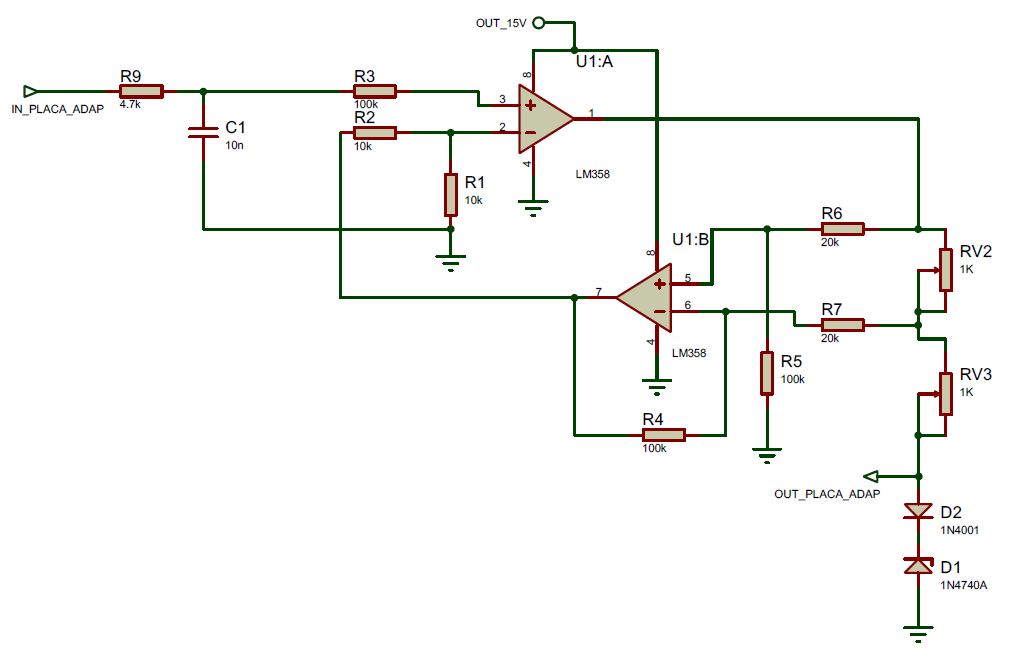 OUT_15V
U1:A
8
R9
R3
IN_PLACA_ADAP
4.7k
100k
3
R2
2
1
C1
10n
10k
4
LM358
R1
10k
R6
20k
U1:B
8
RV2
1K
5
7
6
R7
20k
4
LM358
R5
100k
RV3
1K
R4
100k
OUT_PLACA_ADAP
D2
1N4001
D1
1N4740A